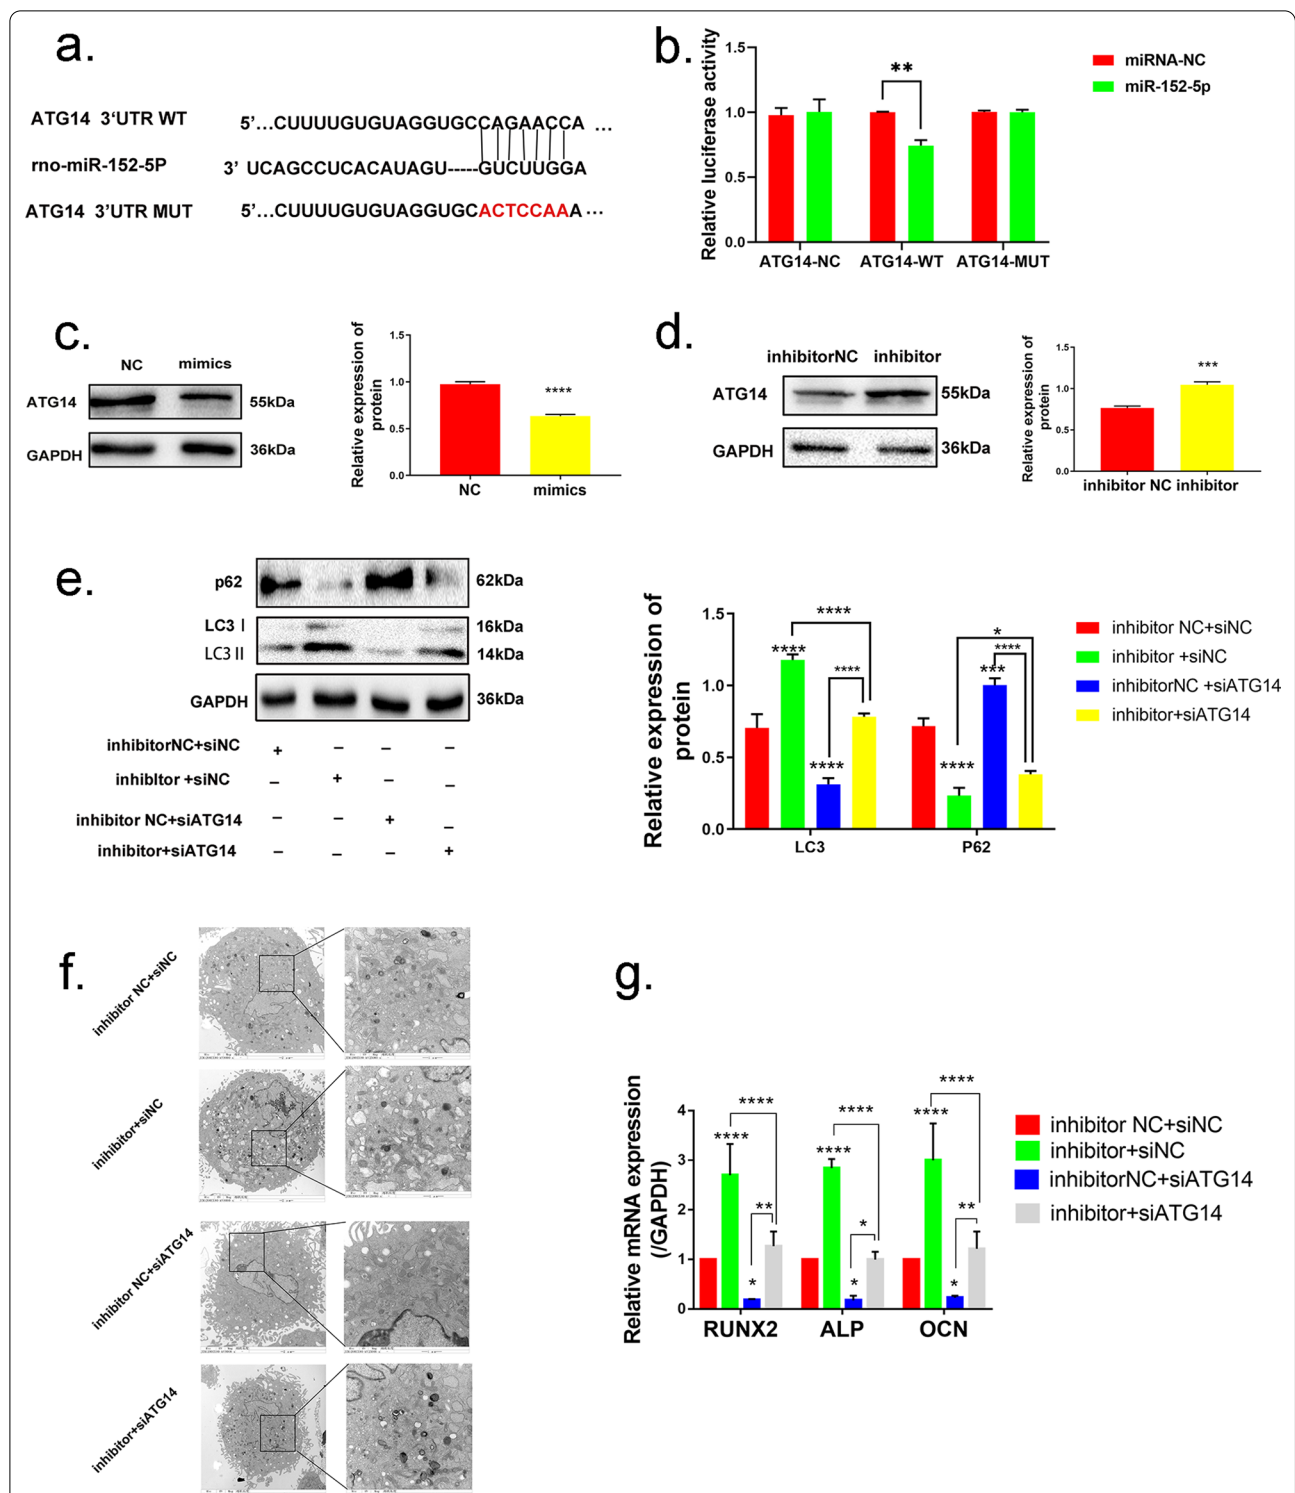 a.
ATG14 3‘UTR WT 5’...CUUUUGUGUAGGUGCCAGAACCA ...
rno-miR-152-5P 3’ UCAGCCUCACAUAGU-----GUCUUGGA
ATG14 3’UTR MUT 5’...CUUUUGUGUAGGUGCACTCCAAA ...
b.
Relative luciferase activity
1.5
1.0
0.5
0.0
**
ATG14-NC ATG14-WT ATG14-MUT
miRNA-NC
miR-152-5p
c.
NC mimics
ATG14 55kDa
GAPDH 36kDa
Relative expression of
protein
1.5
1.0
0.5
0.0
****
NC mimics
d.
inhibitorNC inhibitor
ATG14 55kDa
GAPDH 36kDa
Relative expression of
protein
1.5
1.0
0.5
0.0
***
inhibitor NC inhibitor
e.
p62 62kDa
LC3 I 16kDa
LC3 II 14kDa
GAPDH 36kDa
inhibitorNC+siNC + – – –
inhibItor +siNC – + – –
inhibitor NC+siATG14 – – + –
inhibitor+siATG14 – – – +
Relative expression of
protein
1.5
1.0
0.5
0.0
****
****
****
****
*
****
***
****
LC3 P62
inhibitor NC+siNC
inhibitor +siNC
inhibitorNC +siATG14
inhibitor+siATG14
f.
inhibitor NC+siNC
inihibitor+siNC
inhibitor NC+siATG14
inhibitor+siATG14
g.
Relative mRNA expression
(/GAPDH)
4
3
2
1
0
****
****
**
*
****
****
*
*
****
****
**
*
RUNX2 ALP OCN
inhibitor NC+siNC
inhibitor+siNC
inhibitorNC+siATG14
inhibitor+siATG14